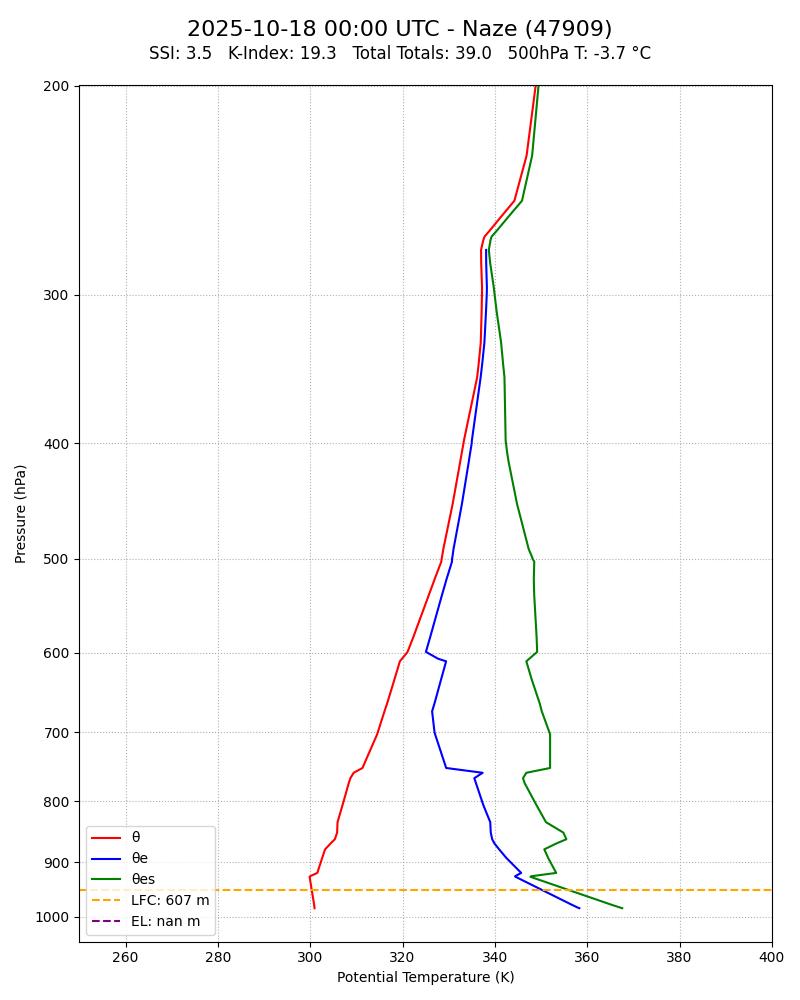 2025-10-18 00:00 UTC - Naze (47909)
SSI: 3.5   K-Index: 19.3   Total Totals: 39.0   500hPa T: -3.7 °C
200
300
400
500
600
700
800
900
1000
Pressure (hPa)
θ
θe
θes
LFC: 607 m
EL: nan m
260
280
300
320
340
360
380
400
Potential Temperature (K)